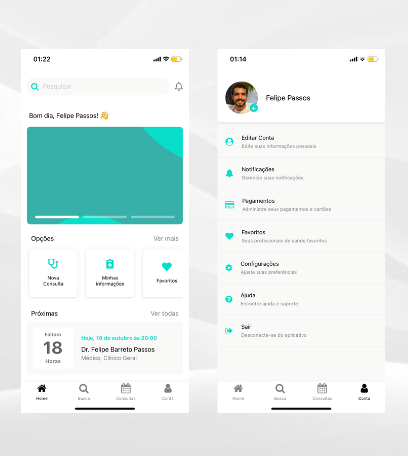 01:22
Pesquisar
Bom dia, Felipe Passos! 👋
Opções
Ver mais
Nova
Consulta
Minhas
informações
Favoritos
Próximas
Ver todas
Faltam
18
Horas
Hoje, 10 de outubro às 20:00
Dr. Felipe Barreto Passos
Médico, Clínico Geral
Home
Busca
Consultas
Conta
01:14
Felipe Passos
Editar Conta
Edite suas informações pessoais
Notificações
Gerencie suas notificações
Pagamentos
Administre seus pagamentos e cartões
Favoritos
Seus profissionais de saúde favoritos
Configurações
Ajuste suas preferências
Ajuda
Encontre ajuda e suporte
Sair
Desconecte-se do aplicativo
Home
Busca
Consultas
Conta